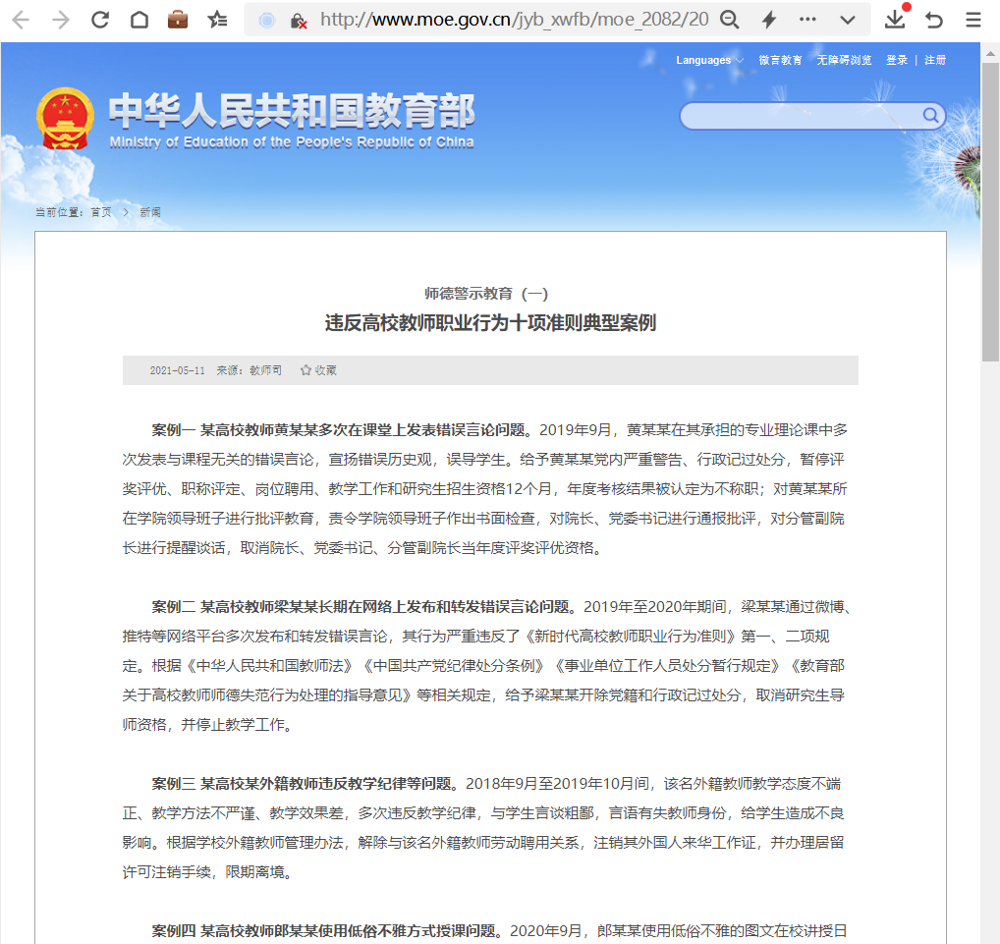 http://www.moe.gov.cn/jyb_xwfb/moe_2082/20
Languages 微言教育 无障碍浏览 登录 | 注册
中华人民共和国教育部
Ministry of Education of the People's Republic of China
当前位置：首页 > 新闻
师德警示教育（一）
违反高校教师职业行为十项准则典型案例
2021-05-11 来源：教师司 收藏
案例一 某高校教师黄某某多次在课堂上发表错误言论问题。2019年9月，黄某某在其承担的专业理论课中多
次发表与课程无关的错误言论，宣扬错误历史观，误导学生。给予黄某某党内严重警告、行政记过处分，暂停评
奖评优、职称评定、岗位聘用、教学工作和研究生招生资格12个月，年度考核结果被认定为不称职；对黄某某所
在学院领导班子进行批评教育，责令学院领导班子作出书面检查，对院长、党委书记进行通报批评，对分管副院
长进行提醒谈话，取消院长、党委书记、分管副院长当年度评奖评优资格。
案例二 某高校教师梁某某长期在网络上发布和转发错误言论问题。2019年至2020年期间，梁某某通过微博、
推特等网络平台多次发布和转发错误言论，其行为严重违反了《新时代高校教师职业行为准则》第一、二项规
定。根据《中华人民共和国教师法》《中国共产党纪律处分条例》《事业单位工作人员处分暂行规定》《教育部
关于高校教师师德失范行为处理的指导意见》等相关规定，给予梁某某开除党籍和行政记过处分，取消研究生导
师资格，并停止教学工作。
案例三 某高校某外籍教师违反教学纪律等问题。2018年9月至2019年10月间，该名外籍教师教学态度不端
正、教学方法不严谨、教学效果差，多次违反教学纪律，与学生言谈粗鄙，言语有失教师身份，给学生造成不良
影响。根据学校外籍教师管理办法，解除与该名外籍教师劳动聘用关系，注销其外国人来华工作证，并办理居留
许可注销手续，限期离境。
案例四 某高校教师郎某某使用低俗不雅方式授课问题。2020年9月，郎某某使用低俗不雅的图文在校讲授日